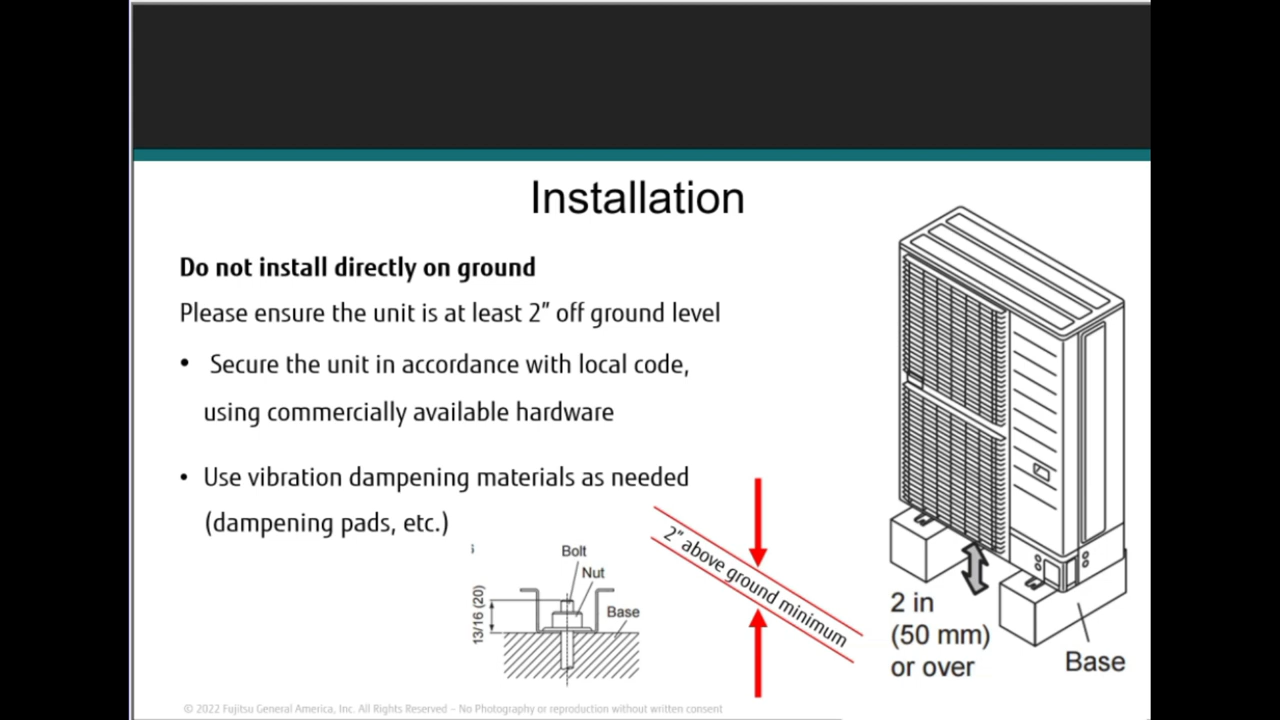 Installation
Do not install directly on ground
Please ensure the unit is at least 2” off ground level
• Secure the unit in accordance with local code,
using commercially available hardware
• Use vibration dampening materials as needed
(dampening pads, etc.)
Bolt
Nut
Base
13/16 (20)
2” above ground minimum
2 in
(50 mm)
or over
Base
© 2022 Fujitsu General America, Inc. All Rights Reserved – No Photography or reproduction without written consent